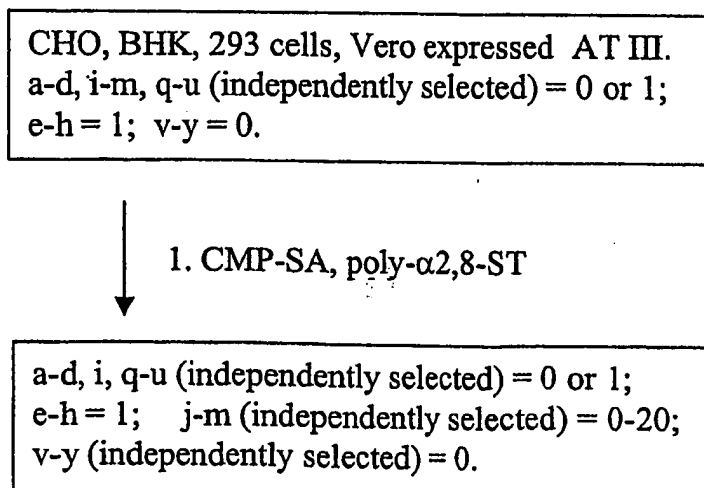 CHO, BHK, 293 cells, Vero expressed AT III.
a-d, i-m, q-u (independently selected) = 0 or 1;
e-h = 1; v-y = 0.
1. CMP-SA, poly-α2,8-ST
a-d, i, q-u (independently selected) = 0 or 1;
e-h = 1; j-m (independently selected) = 0-20;
v-y (independently selected) = 0.